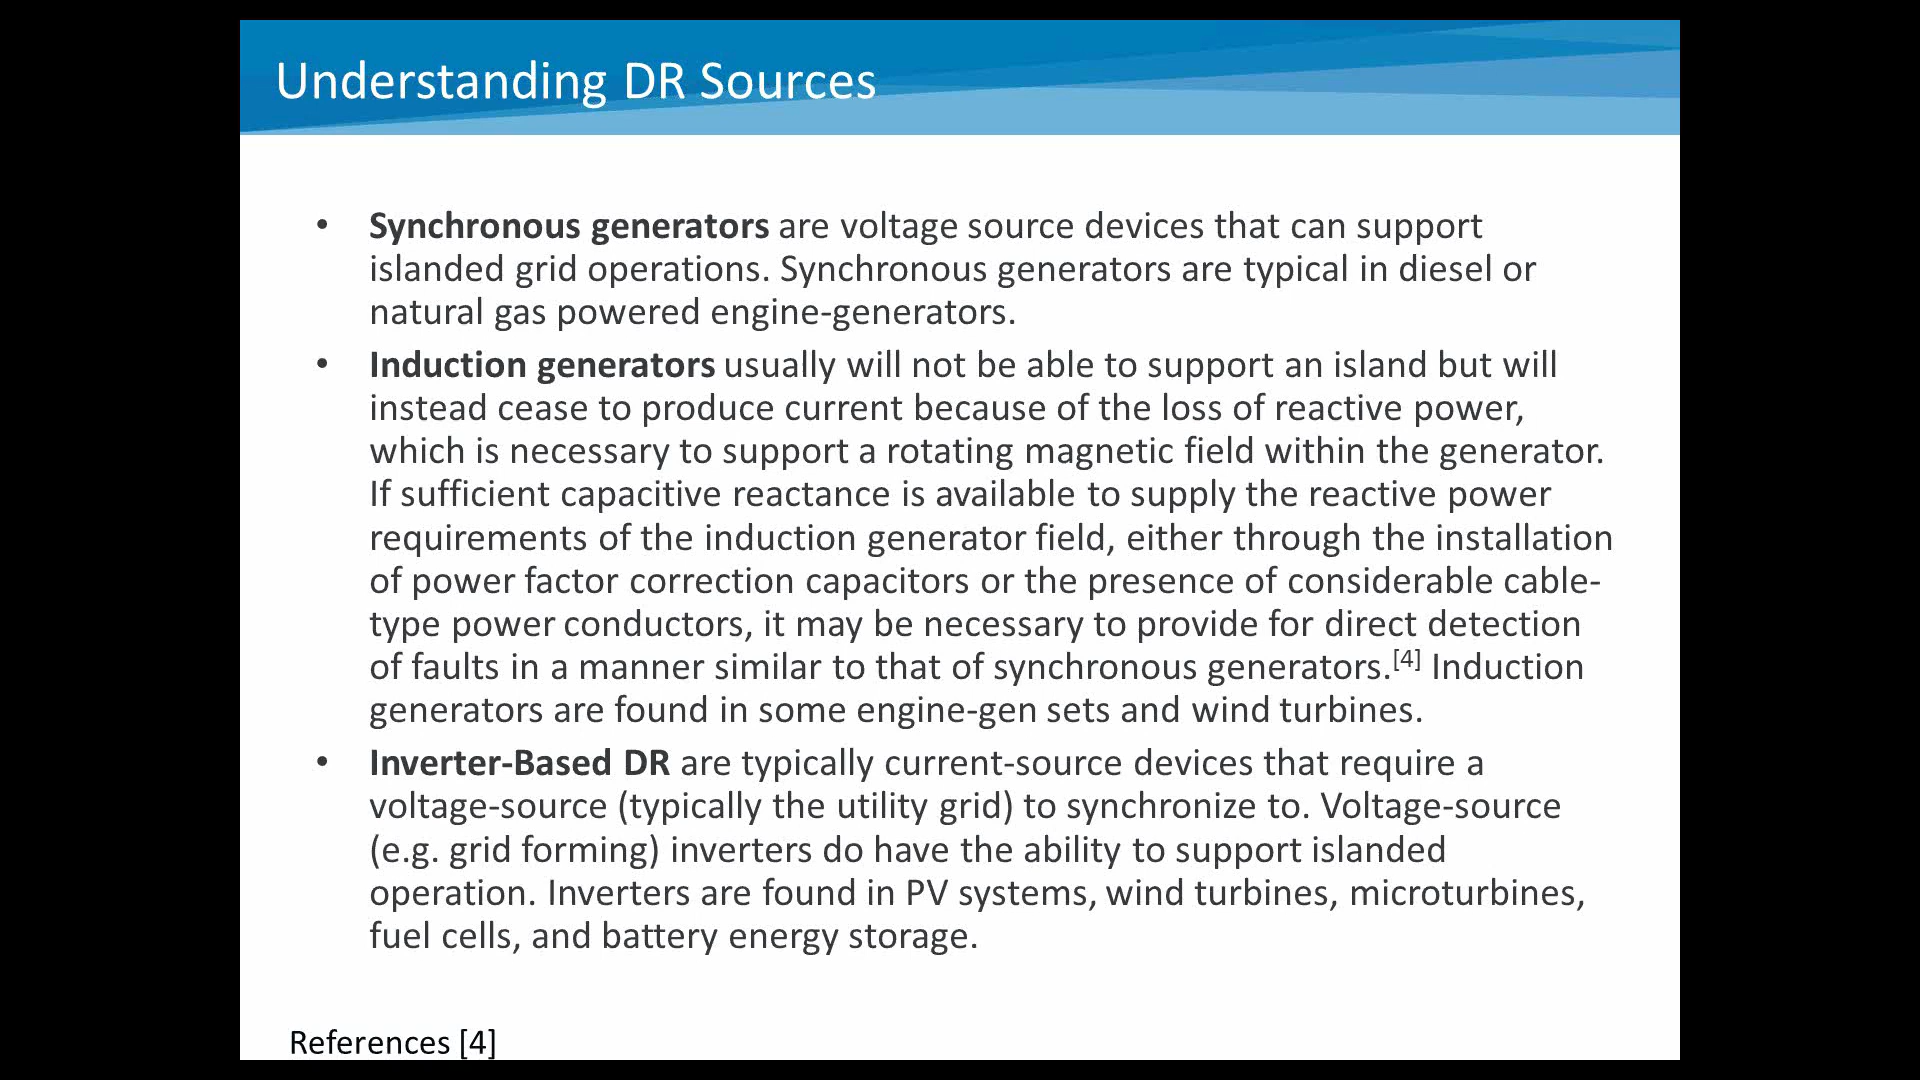 Understanding DR Sources
• Synchronous generators are voltage source devices that can support
islanded grid operations. Synchronous generators are typical in diesel or
natural gas powered engine-generators.
• Induction generators usually will not be able to support an island but will
instead cease to produce current because of the loss of reactive power,
which is necessary to support a rotating magnetic field within the generator.
If sufficient capacitive reactance is available to supply the reactive power
requirements of the induction generator field, either through the installation
of power factor correction capacitors or the presence of considerable cable-
type power conductors, it may be necessary to provide for direct detection
of faults in a manner similar to that of synchronous generators.[4] Induction
generators are found in some engine-gen sets and wind turbines.
• Inverter-Based DR are typically current-source devices that require a
voltage-source (typically the utility grid) to synchronize to. Voltage-source
(e.g. grid forming) inverters do have the ability to support islanded
operation. Inverters are found in PV systems, wind turbines, microturbines,
fuel cells, and battery energy storage.
References [4]